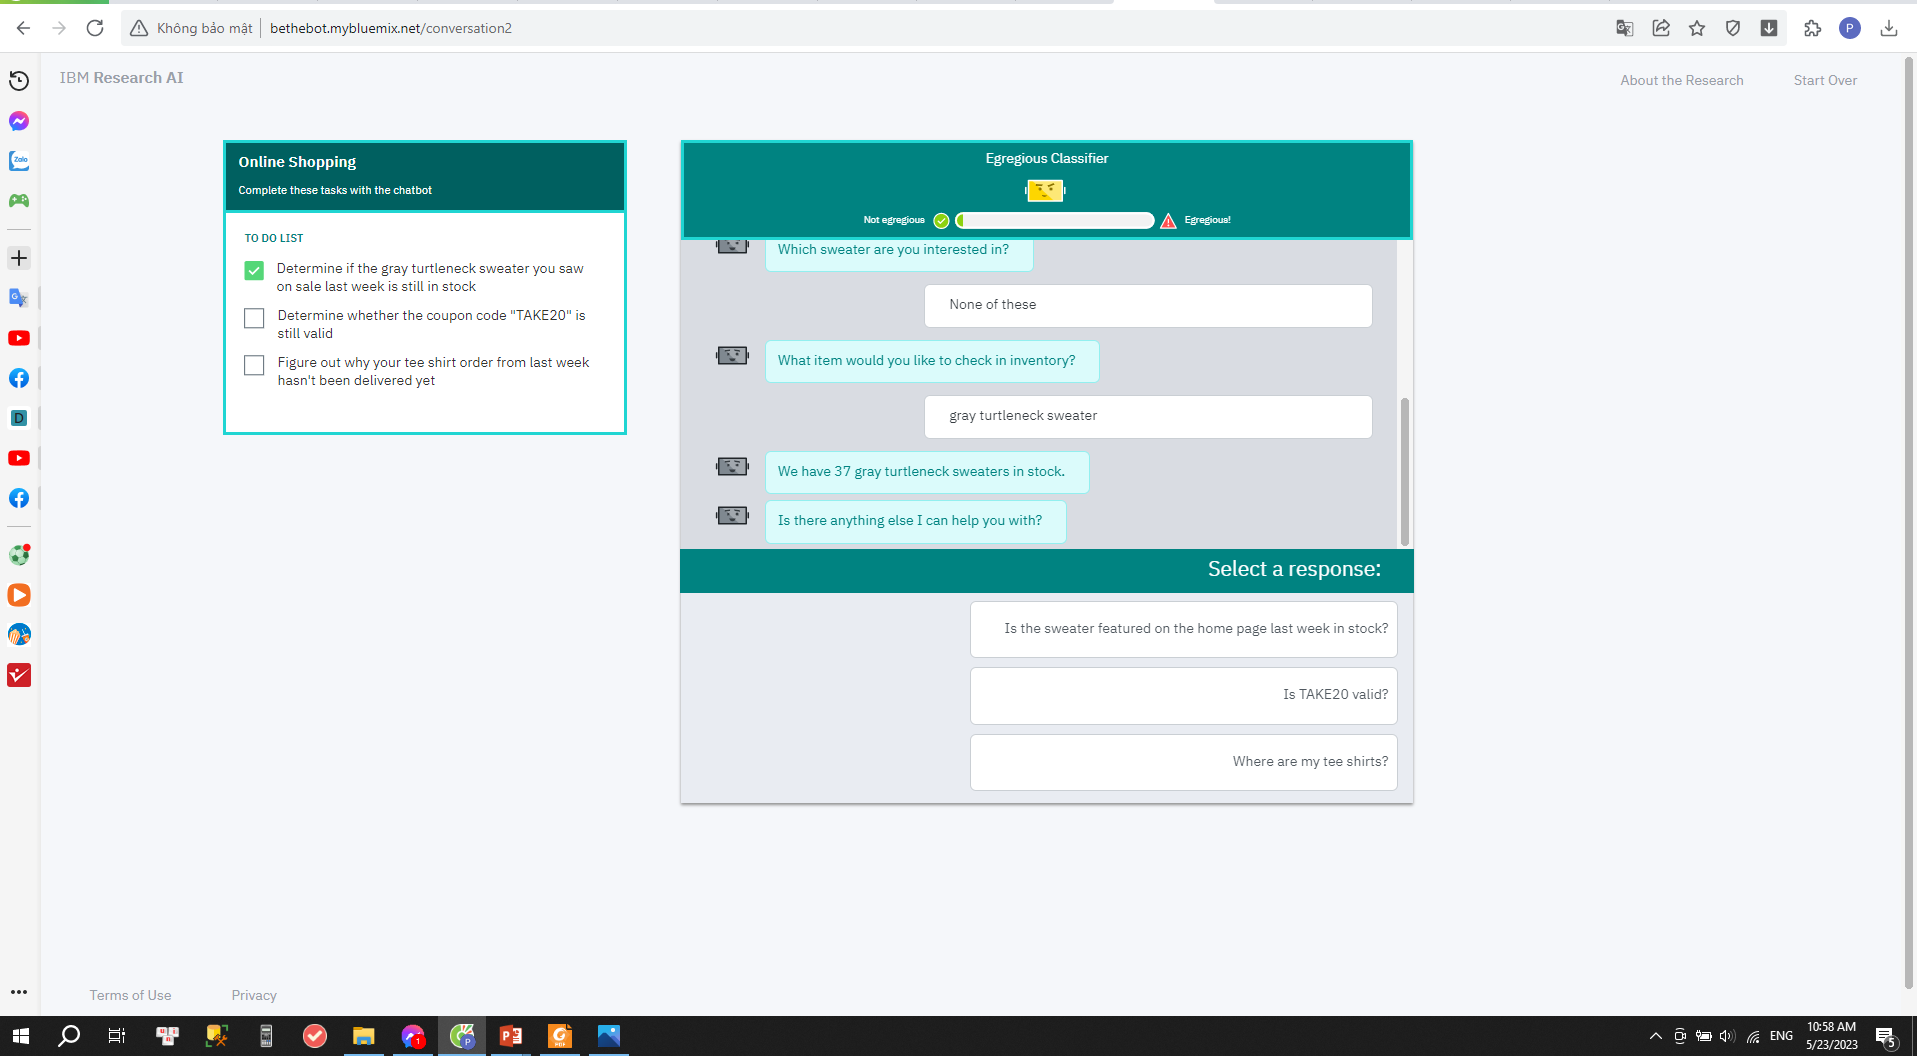 Không bảo mật
bethebot.mybluemix.net/conversation2
P
IBM Research AI
About the Research
Start Over
Online Shopping
Complete these tasks with the chatbot
TO DO LIST
Determine if the gray turtleneck sweater you saw
on sale last week is still in stock
Determine whether the coupon code "TAKE20" is
still valid
Figure out why your tee shirt order from last week
hasn't been delivered yet
Egregious Classifier
Not egregious
Egregious!
Which sweater are you interested in?
None of these
What item would you like to check in inventory?
gray turtleneck sweater
We have 37 gray turtleneck sweaters in stock.
Is there anything else I can help you with?
Select a response:
Is the sweater featured on the home page last week in stock?
Is TAKE20 valid?
Where are my tee shirts?
Terms of Use
Privacy
Zalo
D
ENG
10:58 AM
5/23/2023
5